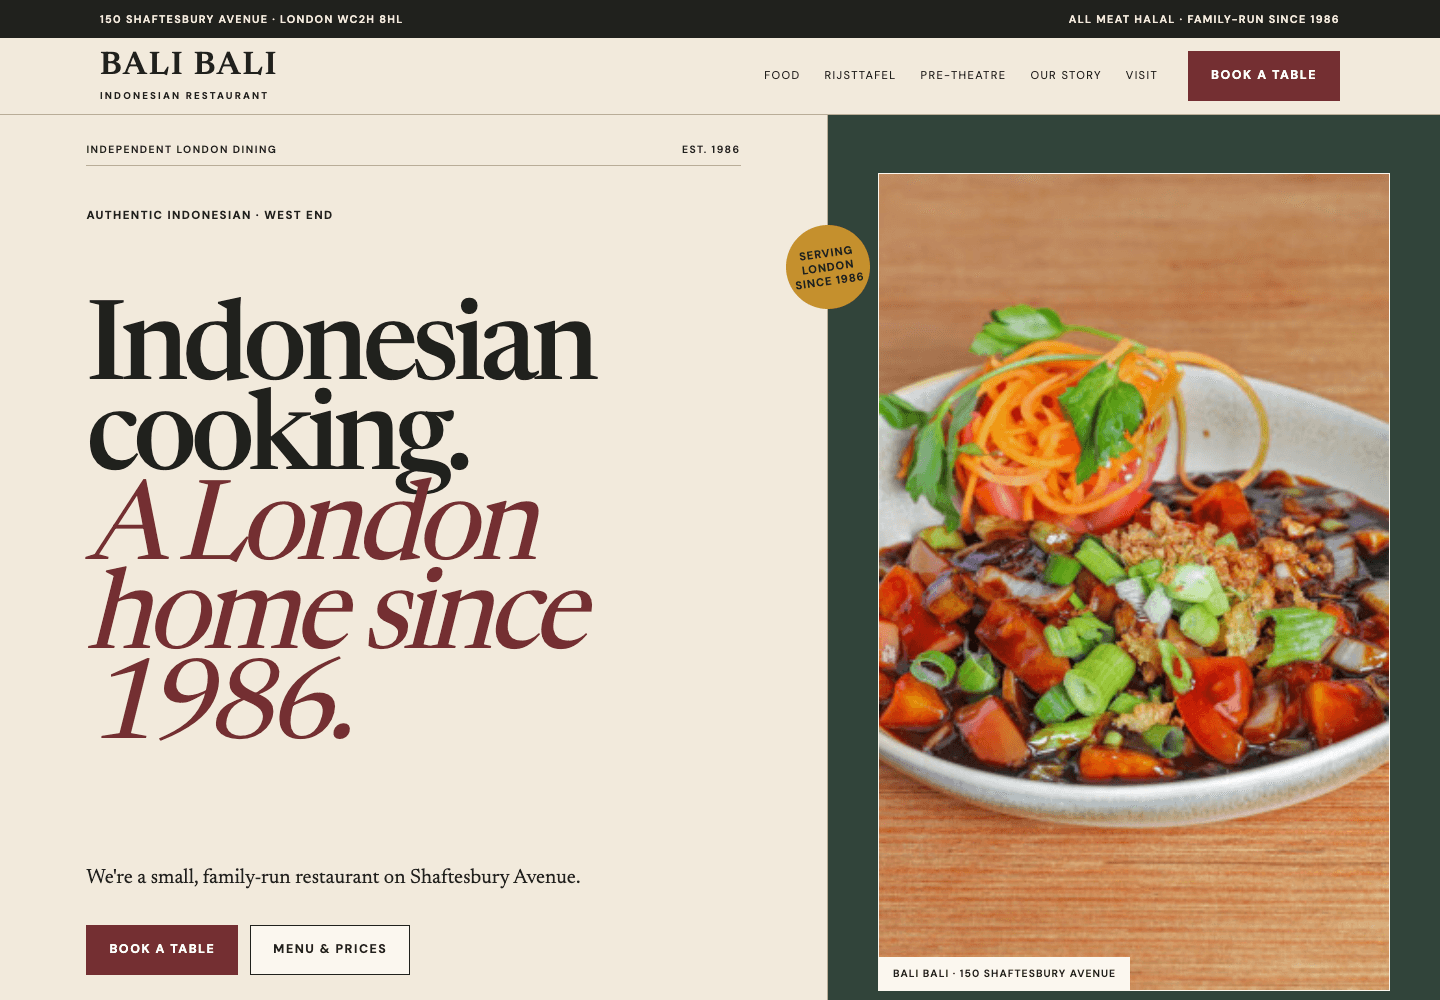 150 SHAFTESBURY AVENUE · LONDON WC2H 8HL
ALL MEAT HALAL · FAMILY-RUN SINCE 1986
BALI BALI
INDONESIAN RESTAURANT
FOOD
RIJSTTAFEL
PRE-THEATRE
OUR STORY
VISIT
BOOK A TABLE
INDEPENDENT LONDON DINING
EST. 1986
AUTHENTIC INDONESIAN · WEST END
SERVING
LONDON
SINCE 1986
Indonesian
cooking.
A London
home since
1986.
We're a small, family-run restaurant on Shaftesbury Avenue.
BOOK A TABLE
MENU & PRICES
BALI BALI · 150 SHAFTESBURY AVENUE